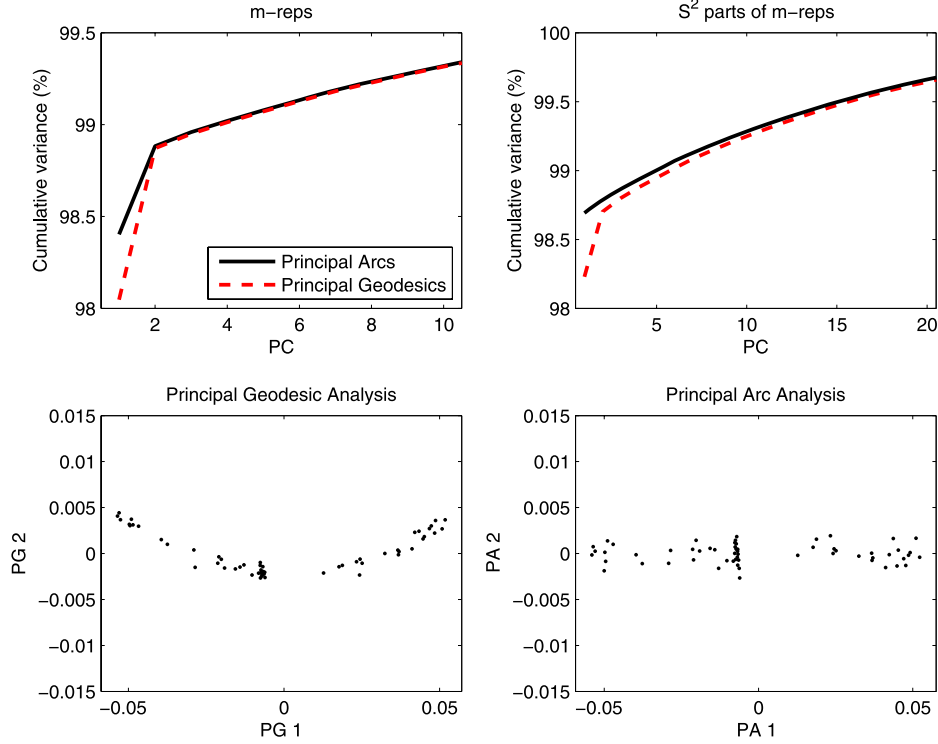 m−reps
99.5
99
98.5
98
Cumulative variance (%)
Principal Arcs
Principal Geodesics
2 4 6 8 10
PC
S² parts of m−reps
100
99.5
99
98.5
98
Cumulative variance (%)
5 10 15 20
PC
Principal Geodesic Analysis
0.015
0.01
0.005
0
−0.005
−0.01
−0.015
PG 2
−0.05 0 0.05
PG 1
Principal Arc Analysis
0.015
0.01
0.005
0
−0.005
−0.01
−0.015
PA 2
−0.05 0 0.05
PA 1